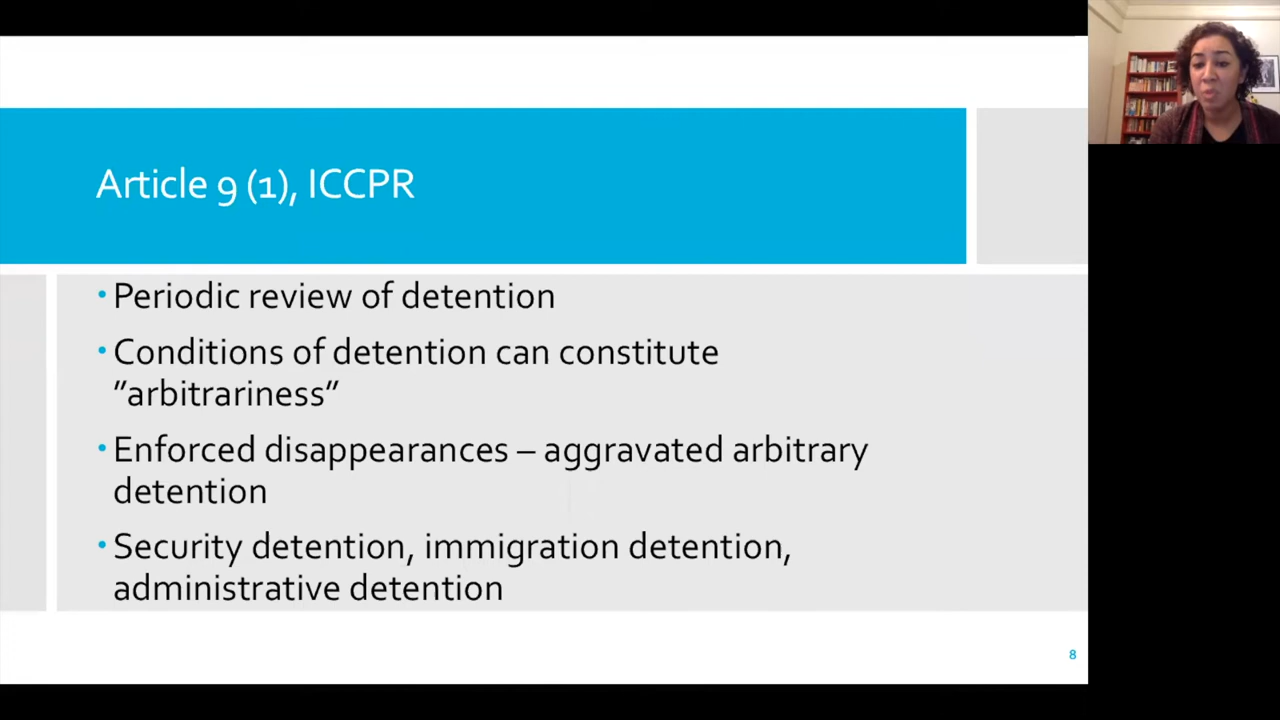 Article 9 (1), ICCPR
• Periodic review of detention
• Conditions of detention can constitute
”arbitrariness”
• Enforced disappearances – aggravated arbitrary
detention
• Security detention, immigration detention,
administrative detention
8